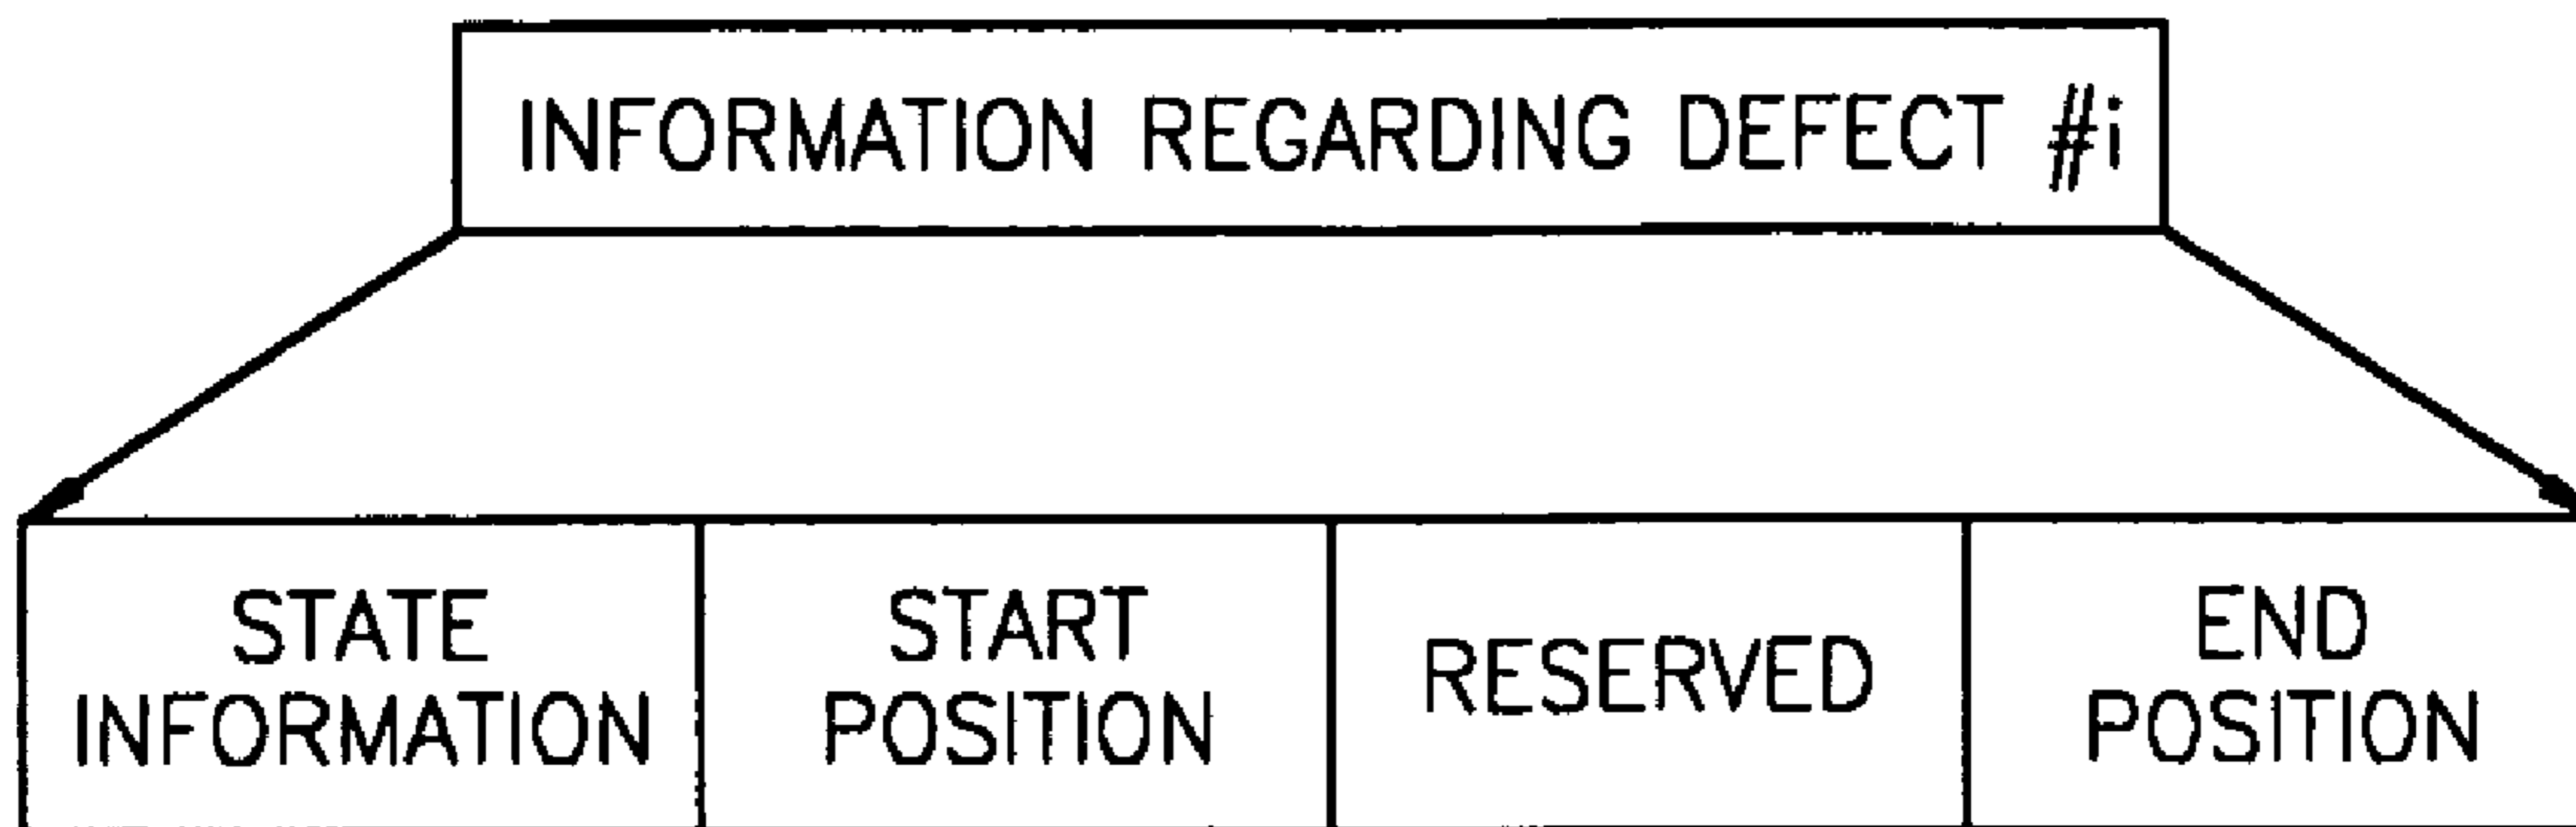 INFORMATION REGARDING DEFECT #i
STATE
INFORMATION
START
POSITION
RESERVED
END
POSITION